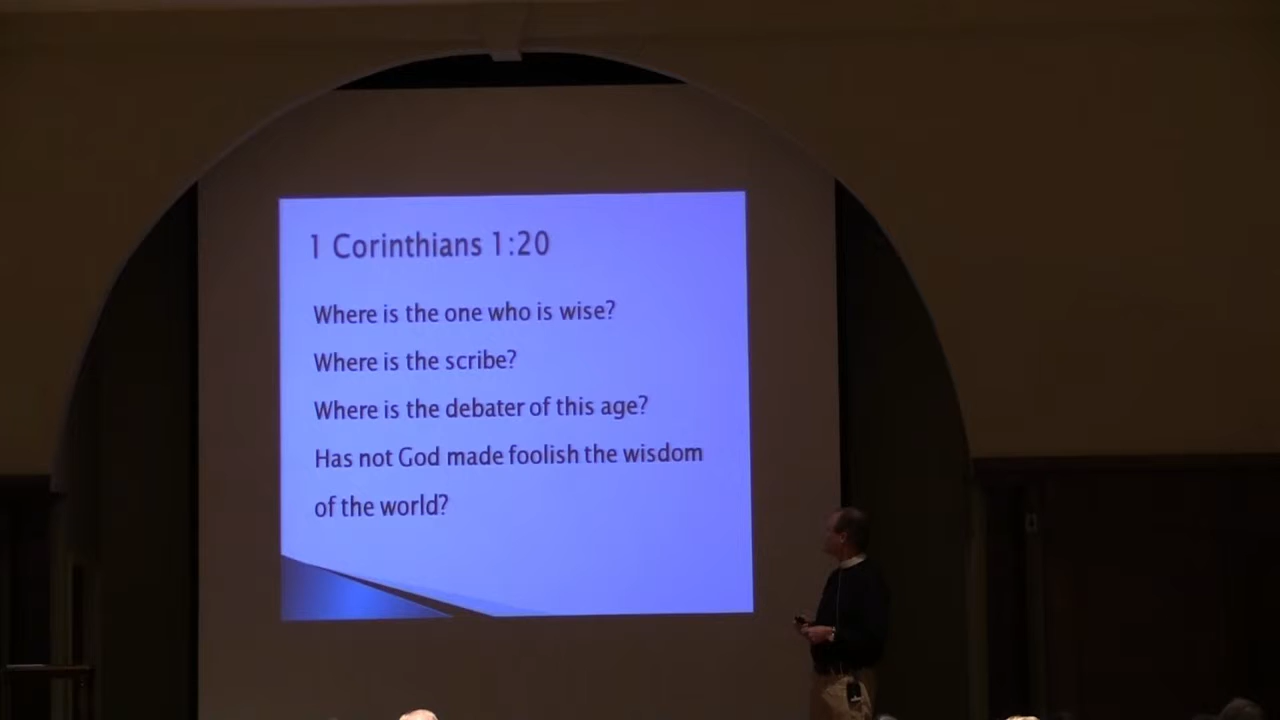 1 Corinthians 1:20
Where is the one who is wise?
Where is the scribe?
Where is the debater of this age?
Has not God made foolish the wisdom
of the world?